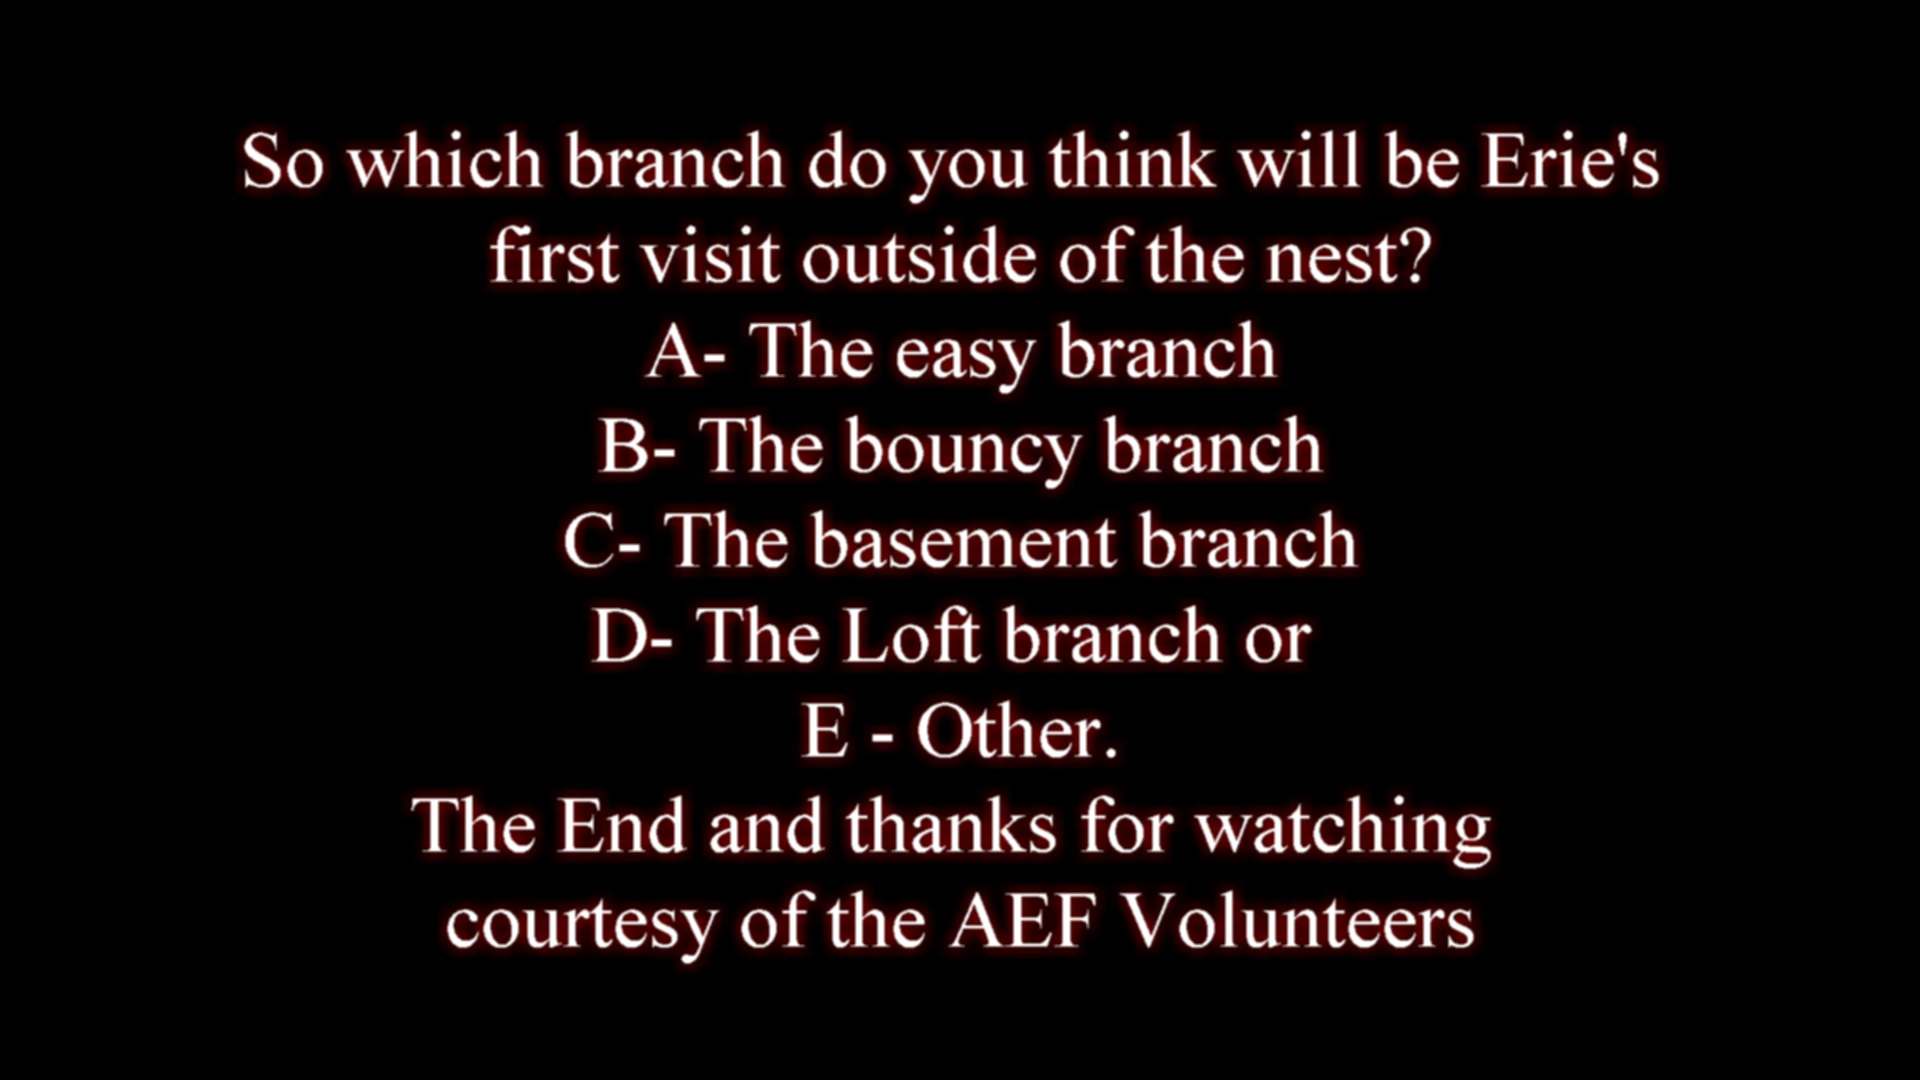 So which branch do you think will be Erie's
first visit outside of the nest?
A- The easy branch
B- The bouncy branch
C- The basement branch
D- The Loft branch or
E - Other.
The End and thanks for watching
courtesy of the AEF Volunteers